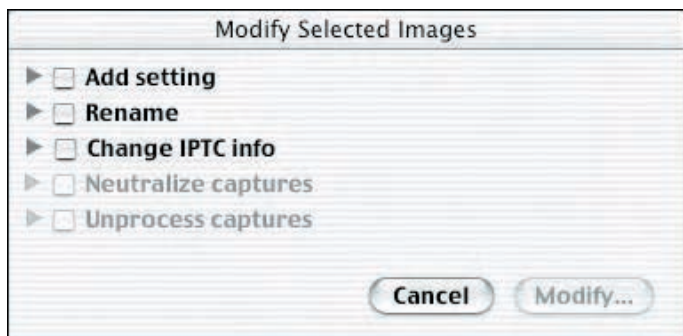 Modify Selected Images
Add setting
Rename
Change IPTC info
Neutralize captures
Unprocess captures
Cancel Modify...